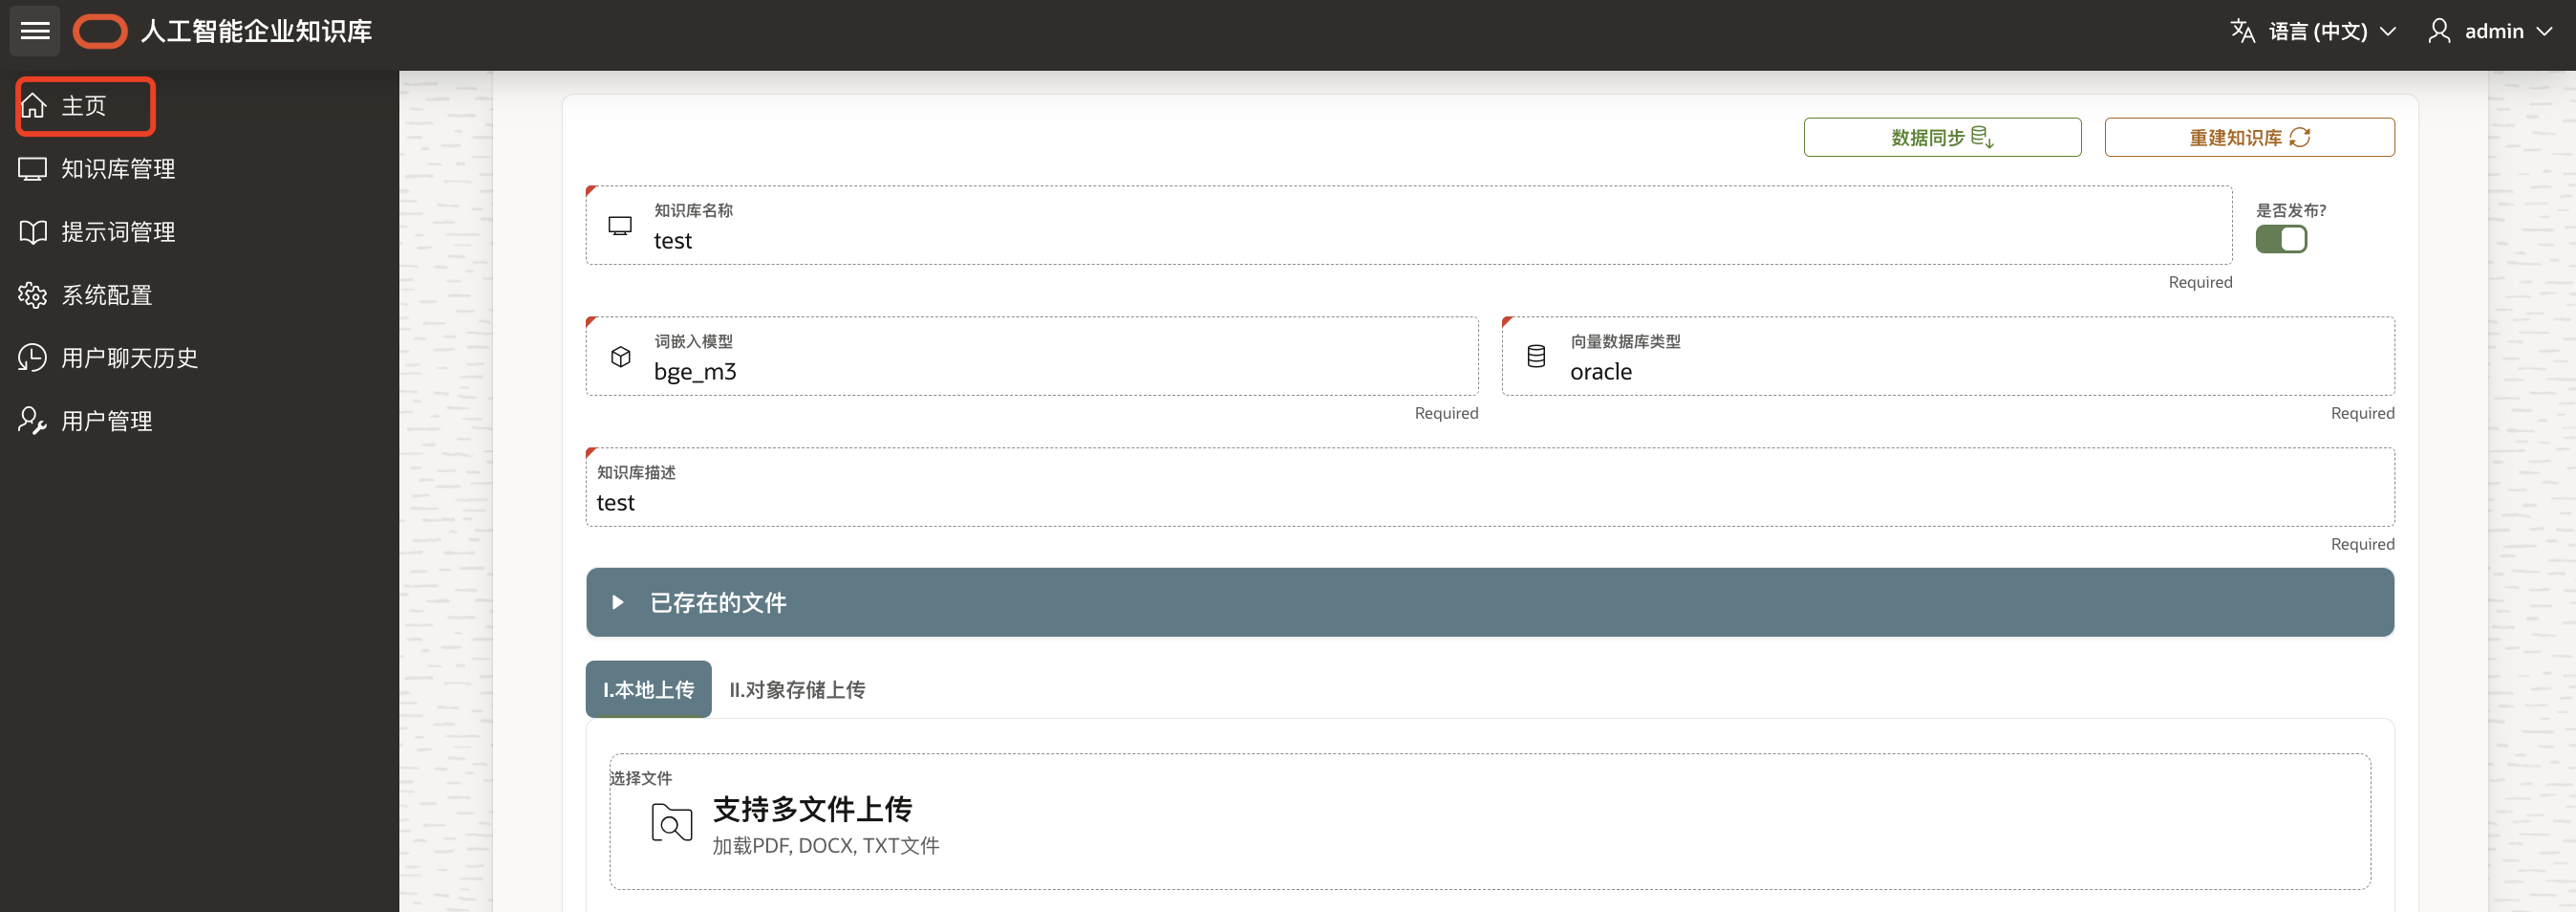 人工智能企业知识库
语言 (中文)
admin
主页
知识库管理
提示词管理
系统配置
用户聊天历史
用户管理
数据同步
重建知识库
知识库名称
test
Required
是否发布?
词嵌入模型
bge_m3
Required
向量数据库类型
oracle
Required
知识库描述
test
Required
已存在的文件
I.本地上传
II.对象存储上传
选择文件
支持多文件上传
加载PDF, DOCX, TXT文件